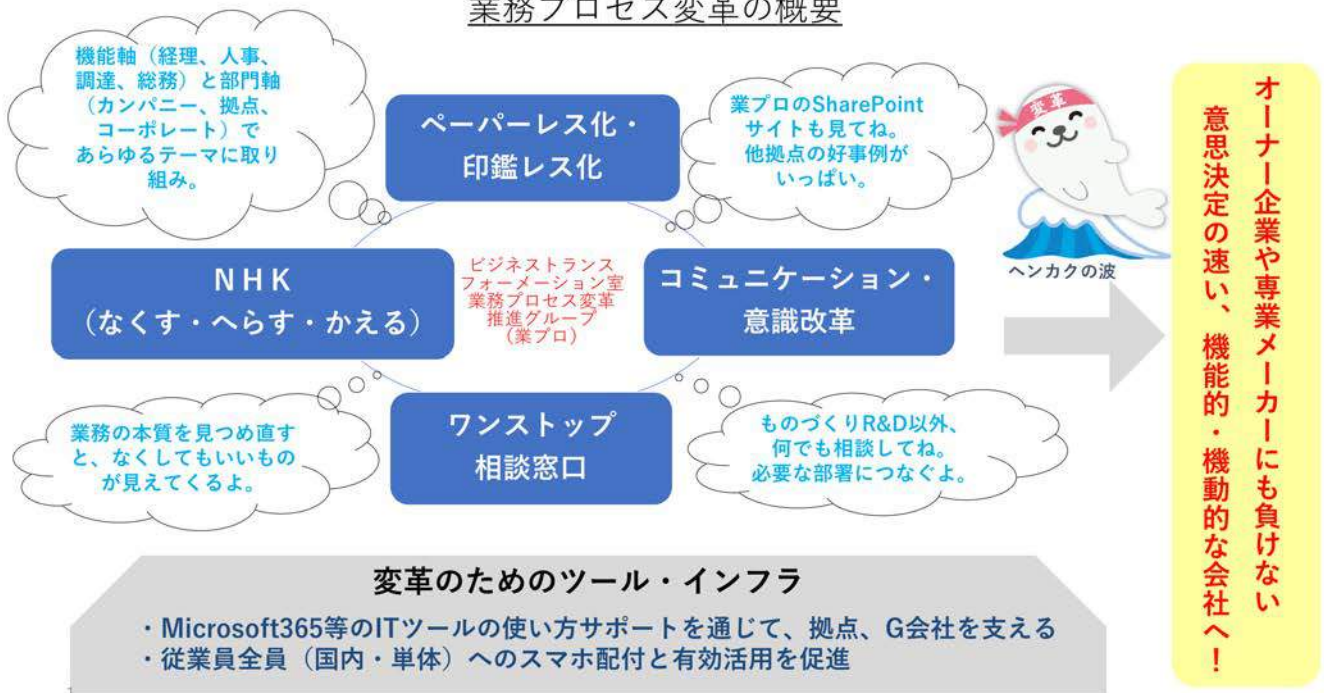 業務プロセス変革の概要
機能軸（経理、人事、
調達、総務）と部門軸
（カンパニー、拠点、
コーポレート）で
あらゆるテーマに取り
組み。
ペーパーレス化・
印鑑レス化
業プロのSharePoint
サイトも見てね。
他拠点の好事例が
いっぱい。
変革
ヘンカクの波
NHK
（なくす・へらす・かえる）
ビジネストランス
フォーメーション室
業務プロセス変革
推進グループ
(業プロ)
コミュニケーション・
意識改革
業務の本質を見つめ直す
と、なくしてもいいもの
が見えてくるよ。
ワンストップ
相談窓口
ものづくりR&D以外、
何でも相談してね。
必要な部署につなぐよ。
オーナー企業や専業メーカーにも負けない
意思決定の速い、機能的・機動的な会社へ！
変革のためのツール・インフラ
・Microsoft365等のITツールの使い方サポートを通じて、拠点、G会社を支える
・従業員全員（国内・単体）へのスマホ配付と有効活用を促進